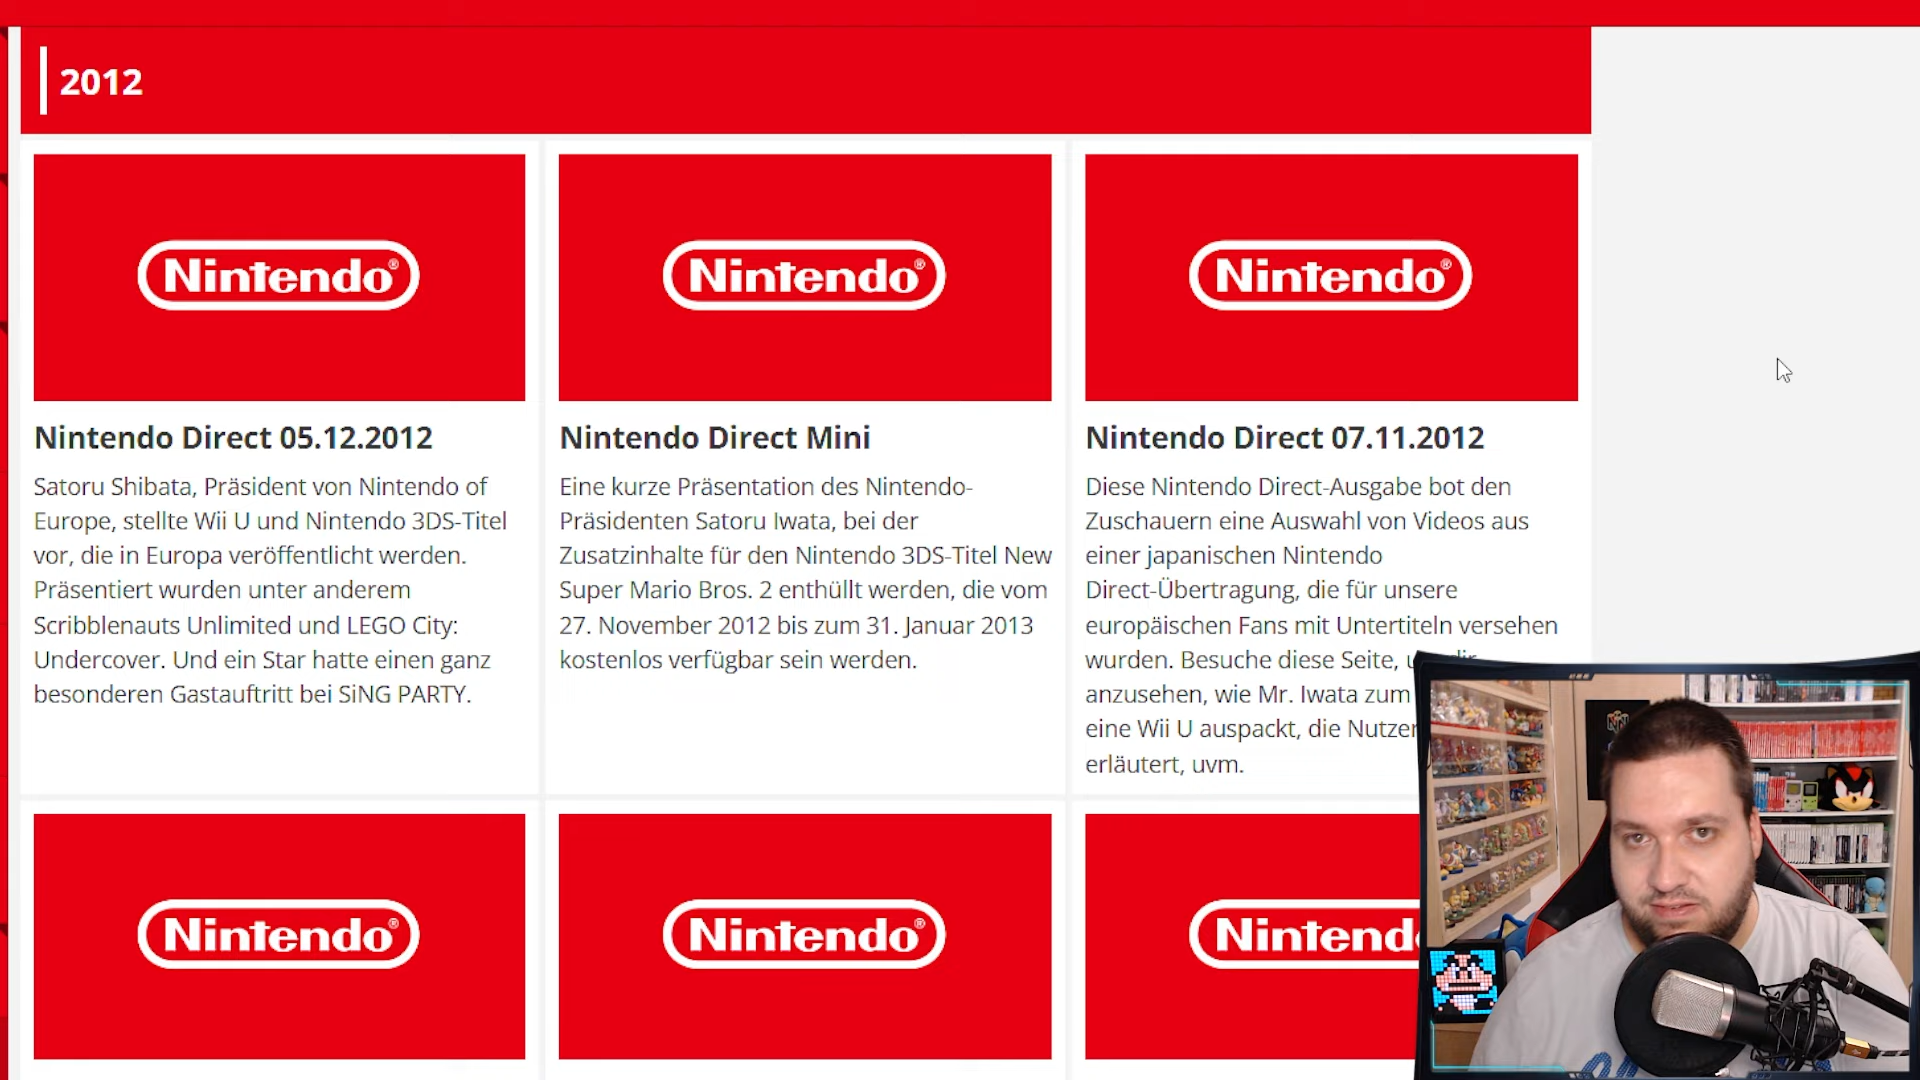 2012
Nintendo®
Nintendo®
Nintendo®
Nintendo Direct 05.12.2012
Satoru Shibata, Präsident von Nintendo of
Europe, stellte Wii U und Nintendo 3DS-Titel
vor, die in Europa veröffentlicht werden.
Präsentiert wurden unter anderem
Scribblenauts Unlimited und LEGO City:
Undercover. Und ein Star hatte einen ganz
besonderen Gastauftritt bei SiNG PARTY.
Nintendo Direct Mini
Eine kurze Präsentation des Nintendo-
Präsidenten Satoru Iwata, bei der
Zusatzinhalte für den Nintendo 3DS-Titel New
Super Mario Bros. 2 enthüllt werden, die vom
27. November 2012 bis zum 31. Januar 2013
kostenlos verfügbar sein werden.
Nintendo Direct 07.11.2012
Diese Nintendo Direct-Ausgabe bot den
Zuschauern eine Auswahl von Videos aus
einer japanischen Nintendo
Direct-Übertragung, die für unsere
europäischen Fans mit Untertiteln versehen
wurden. Besuche diese Seite,
anzusehen, wie Mr. Iwata zum
eine Wii U auspackt, die Nutzer
erläutert, uvm.
Nintendo®
Nintendo®
Nintend